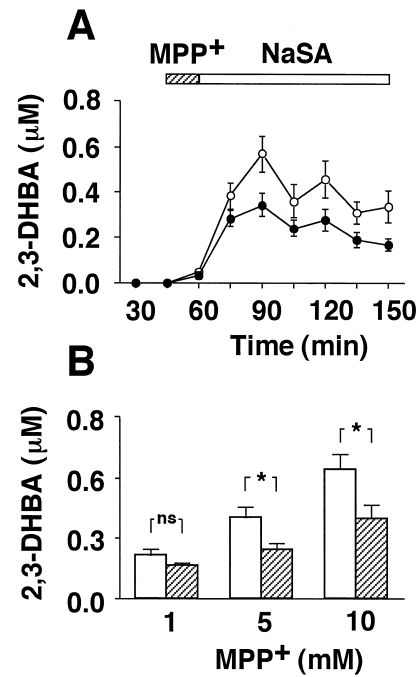 A
MPP+ NaSA
2,3-DHBA (μM)
0.8
0.6
0.4
0.2
0.0
30 60 90 120 150
Time (min)
B
2,3-DHBA (μM)
0.8
0.6
0.3
0.0
ns
*
*
1 5 10
MPP+ (mM)